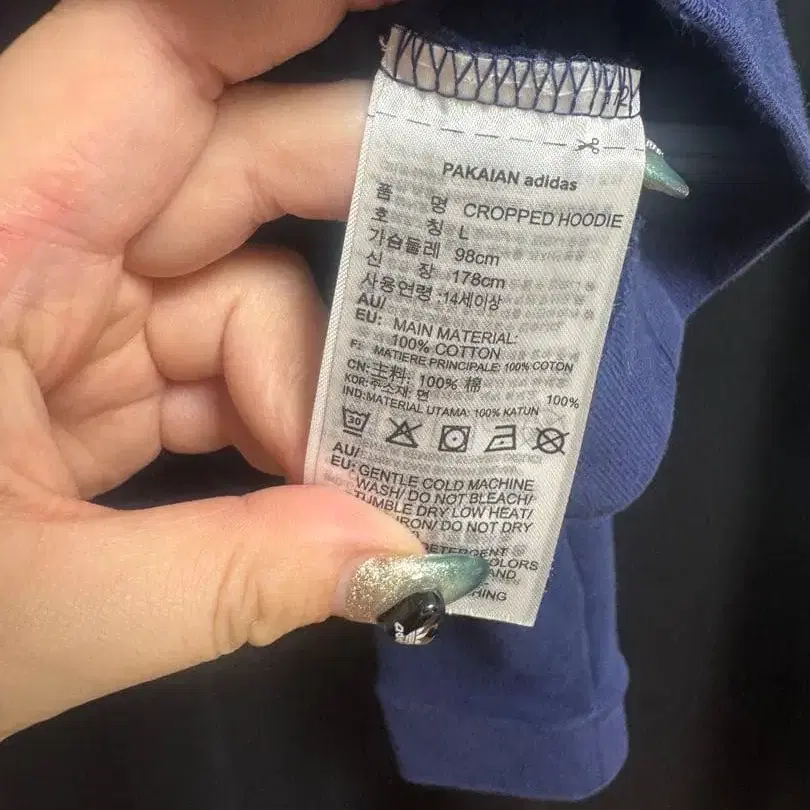 PAKAIAN adidas
품 명 CROPPED HOODIE
호 칭 L
가슴둘레 98cm
신 장 178cm
사용연령 :14세이상
AU/
EU: MAIN MATERIAL:
100% COTTON
F: MATIERE PRINCIPALE: 100% COTON
CN:主料: 100% 棉
KOR:주소재: 면 100%
IND:MATERIAL UTAMA: 100% KATUN
30
AU/
EU: GENTLE COLD MACHINE
WASH/ DO NOT BLEACH/
TUMBLE DRY LOW HEAT/
IRON/ DO NOT DRY
DETERGENT
COLORS